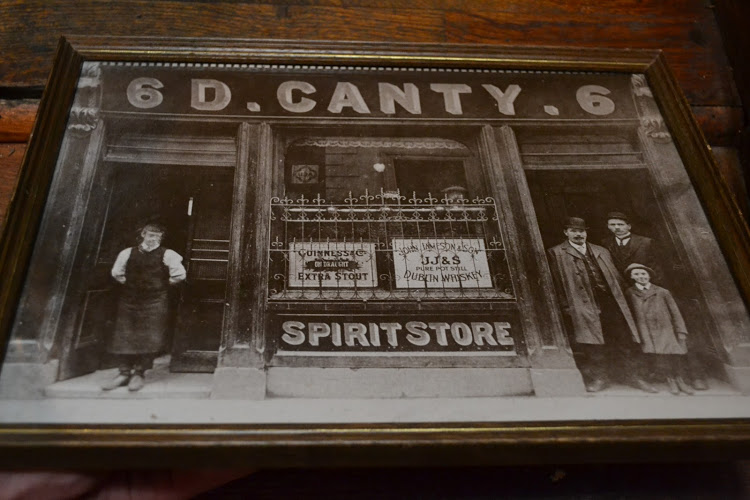 6 D. CANTY. 6
GUINNESS & Co
ON DRAUGHT
EXTRA STOUT
JOHN JAMESON & S
JJ&S
PURE POT STILL
DUBLIN WHISKEY
SPIRIT STORE